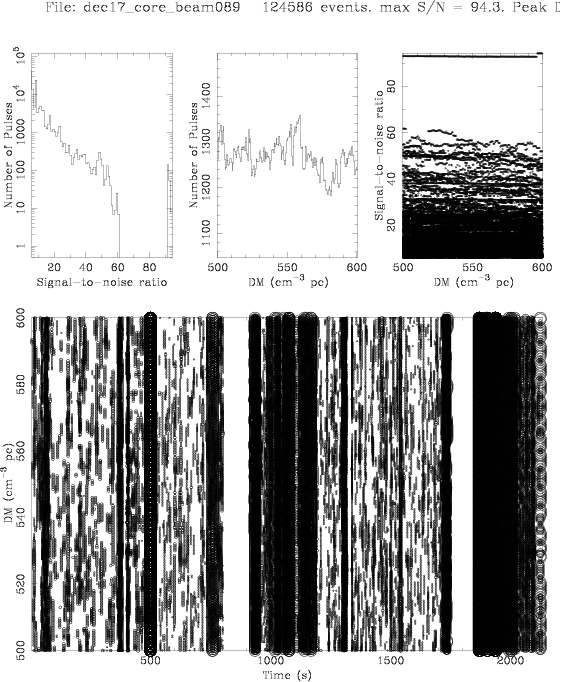 File: dec17_core_beam089 124586 events. max S/N = 94.3. Peak D
Number of Pulses
1 10 100 1000 10^4 10^5
20 40 60 80
Signal-to-noise ratio
Number of Pulses
1100 1200 1300 1400
500 550 600
DM (cm^-3 pc)
Signal-to-noise ratio
20 40 60 80
500 550 600
DM (cm^-3 pc)
DM (cm^-3 pc)
500 520 540 560 580 600
500 1000 1500 2000
Time (s)